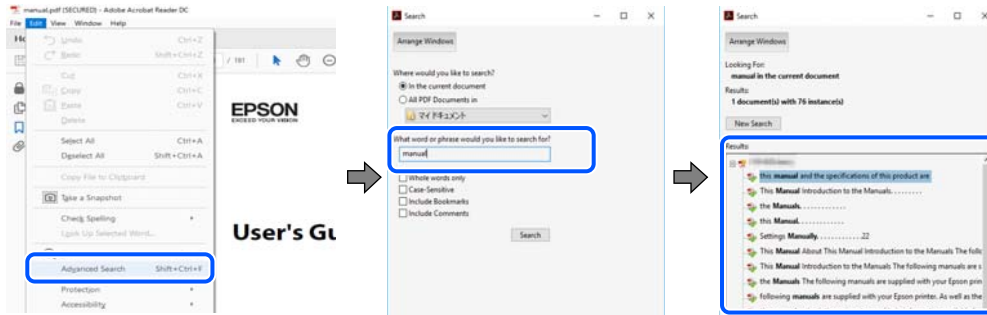 manual.pdf (SECURED) - Adobe Acrobat Reader DC
File Edit View Window Help
Undo Ctrl+Z
Redo Shift+Ctrl+Z
Cut Ctrl+X
Copy Ctrl+C
Paste Ctrl+V
Delete
Select All Ctrl+A
Deselect All Shift+Ctrl+A
Copy File to Clipboard
Take a Snapshot
Check Spelling
Look Up Selected Word...
Advanced Search Shift+Ctrl+F
Protection
Accessibility
/ 181
EPSON
EXCEED YOUR VISION
User's Gu
Search
Arrange Windows
Where would you like to search?
In the current document
All PDF Documents in
マイドキュメント
What word or phrase would you like to search for?
manual
Whole words only
Case-Sensitive
Include Bookmarks
Include Comments
Search
Search
Arrange Windows
Looking For:
manual in the current document
Results:
1 document(s) with 76 instance(s)
New Search
Results:
this manual and the specifications of this product are
This Manual Introduction to the Manuals. . . . . . . . .
the Manuals. . . . . . . . . . . . .
this Manual. . . . . . . . . . . . .
Settings Manually. . . . . . . . . . . . .22
This Manual About This Manual Introduction to the Manuals The follo
This Manual Introduction to the Manuals The following manuals are s
the Manuals The following manuals are supplied with your Epson prin
following manuals are supplied with your Epson printer. As well as the